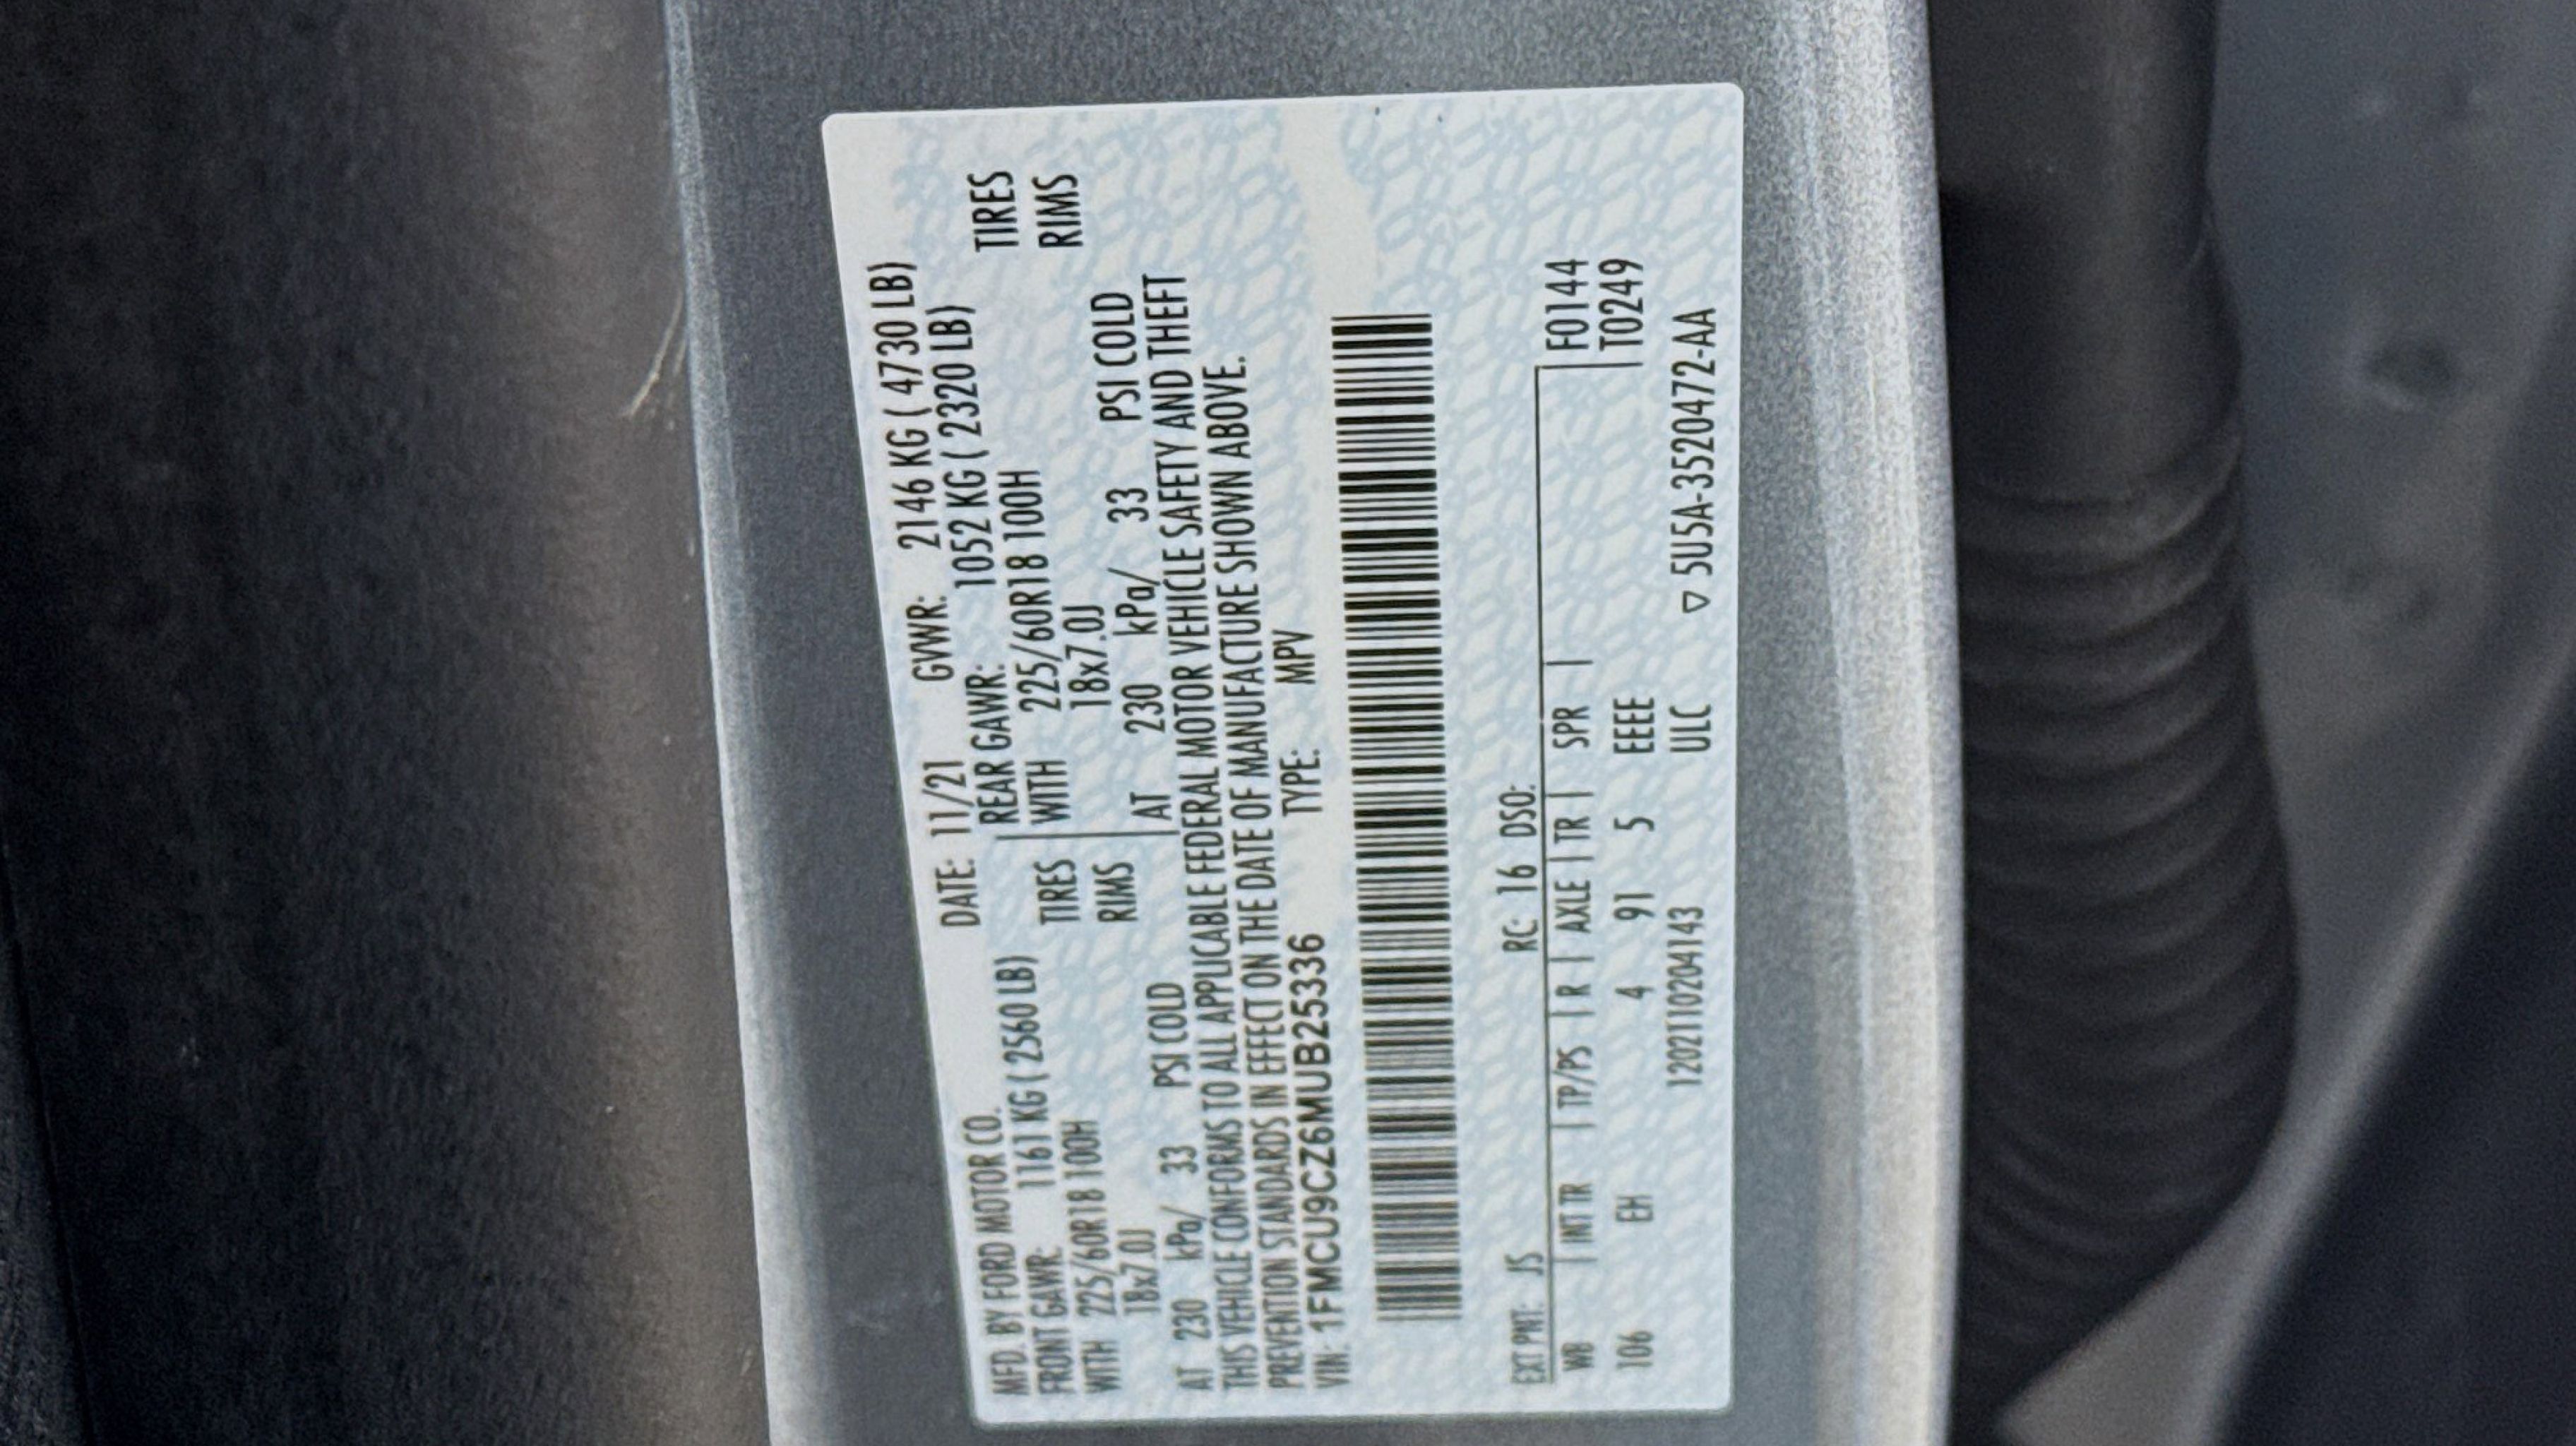 MFD. BY FORD MOTOR CO. DATE: 11/21 GVWR: 2146 KG ( 4730 LB)
FRONT GAWR: 1161 KG ( 2560 LB) REAR GAWR: 1052 KG ( 2320 LB)
WITH 225/60R18 100H TIRES WITH 225/60R18 100H TIRES
18x7.0J RIMS 18x7.0J RIMS
AT 230 kPa/ 33 PSI COLD AT 230 kPa/ 33 PSI COLD
THIS VEHICLE CONFORMS TO ALL APPLICABLE FEDERAL MOTOR VEHICLE SAFETY AND THEFT
PREVENTION STANDARDS IN EFFECT ON THE DATE OF MANUFACTURE SHOWN ABOVE.
VIN: 1FMCU9CZ6MUB25336 TYPE: MPV
EXT PNT: JS RC: 16 DSO:
WB | INT TR | TP/PS | R | AXLE | TR | SPR | F0144
106 EH 4 91 5 EEEE T0249
12021110204143 ULC ▽ 5U5A-3520472-AA